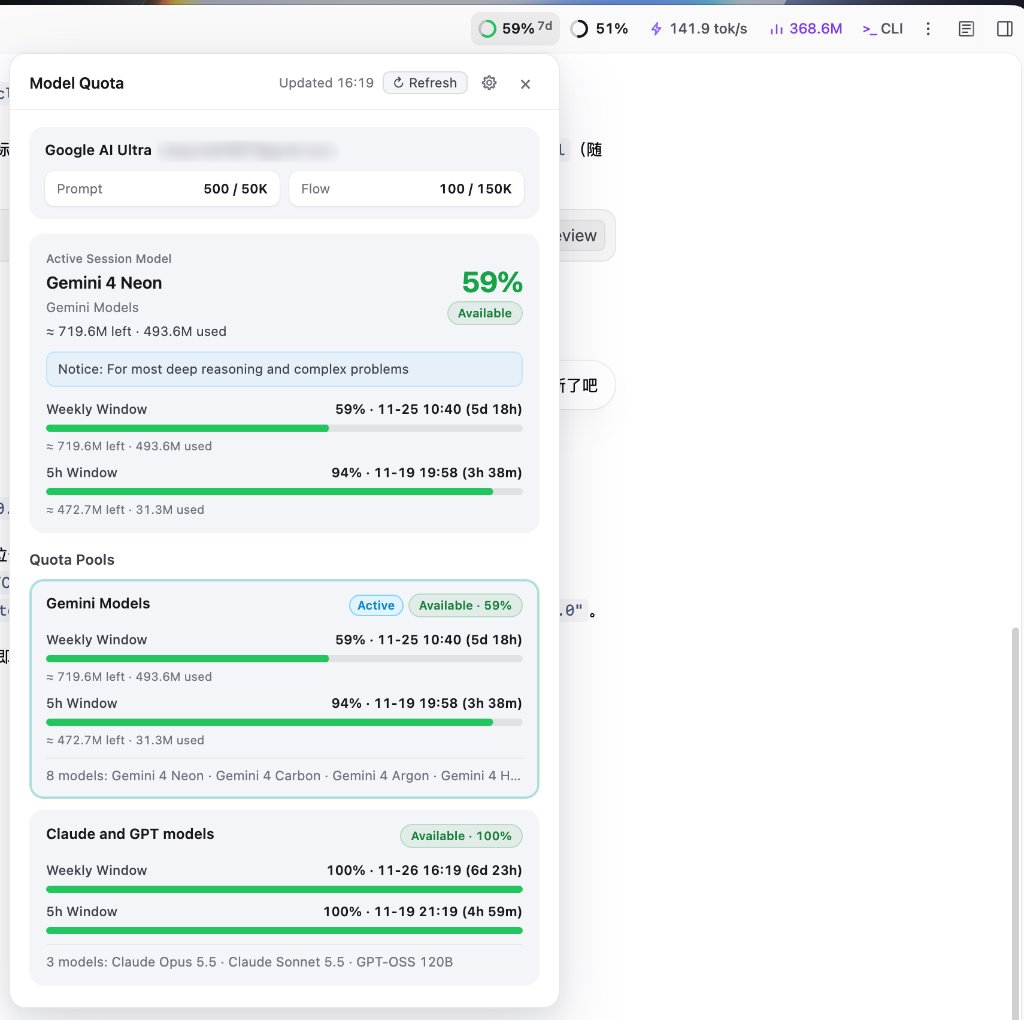 59% 7d 51% 141.9 tok/s 368.6M >_ CLI
Model Quota Updated 16:19 Refresh
Google AI Ultra
Prompt 500 / 50K Flow 100 / 150K
(随
eview
Active Session Model
Gemini 4 Neon 59%
Gemini Models Available
≈ 719.6M left · 493.6M used
Notice: For most deep reasoning and complex problems
了吧
Weekly Window 59% · 11-25 10:40 (5d 18h)
≈ 719.6M left · 493.6M used
5h Window 94% · 11-19 19:58 (3h 38m)
≈ 472.7M left · 31.3M used
Quota Pools
Gemini Models Active Available · 59%
.0" 。
Weekly Window 59% · 11-25 10:40 (5d 18h)
≈ 719.6M left · 493.6M used
5h Window 94% · 11-19 19:58 (3h 38m)
≈ 472.7M left · 31.3M used
8 models: Gemini 4 Neon · Gemini 4 Carbon · Gemini 4 Argon · Gemini 4 H...
Claude and GPT models Available · 100%
Weekly Window 100% · 11-26 16:19 (6d 23h)
5h Window 100% · 11-19 21:19 (4h 59m)
3 models: Claude Opus 5.5 · Claude Sonnet 5.5 · GPT-OSS 120B